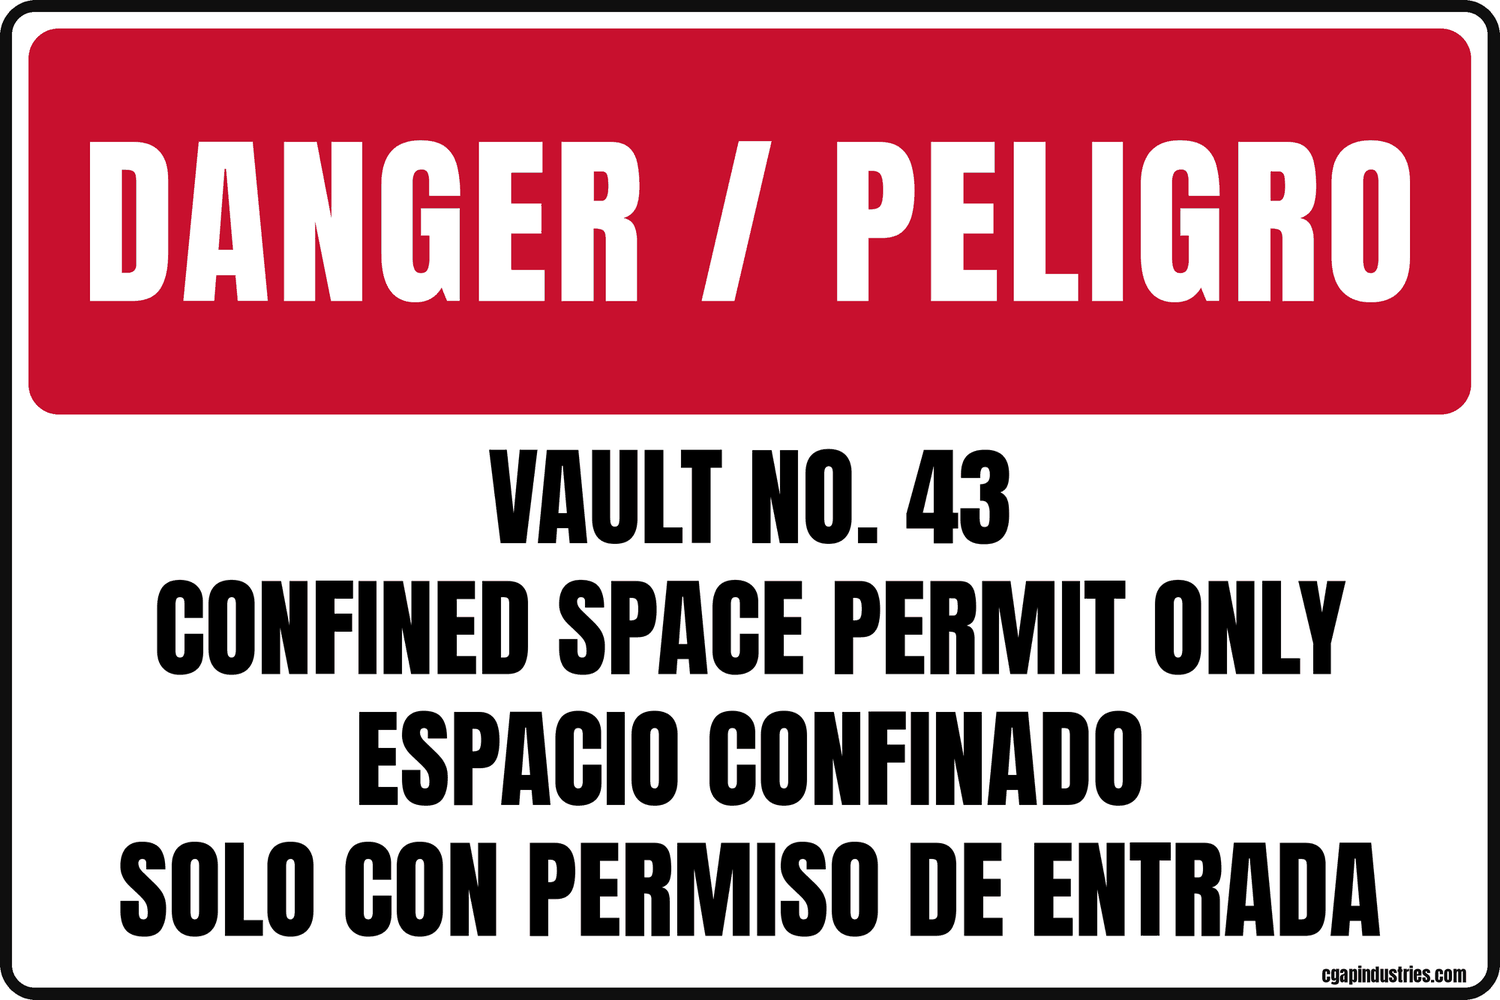 DANGER / PELIGRO
VAULT NO. 43
CONFINED SPACE PERMIT ONLY
ESPACIO CONFINADO
SOLO CON PERMISO DE ENTRADA
cgapindustries.com